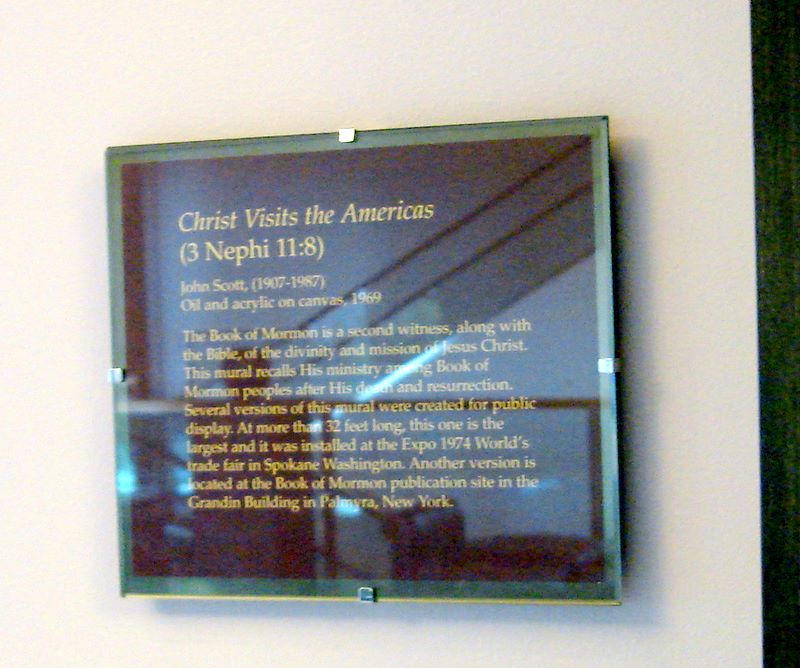 Christ Visits the Americas
(3 Nephi 11:8)
John Scott, (1907-1987)
Oil and acrylic on canvas, 1969
The Book of Mormon is a second witness, along with
the Bible, of the divinity and mission of Jesus Christ.
This mural recalls His ministry among Book of
Mormon peoples after His death and resurrection.
Several versions of this mural were created for public
display. At more than 32 feet long, this one is the
largest and it was installed at the Expo 1974 World's
trade fair in Spokane Washington. Another version is
located at the Book of Mormon publication site in the
Grandin Building in Palmyra, New York.